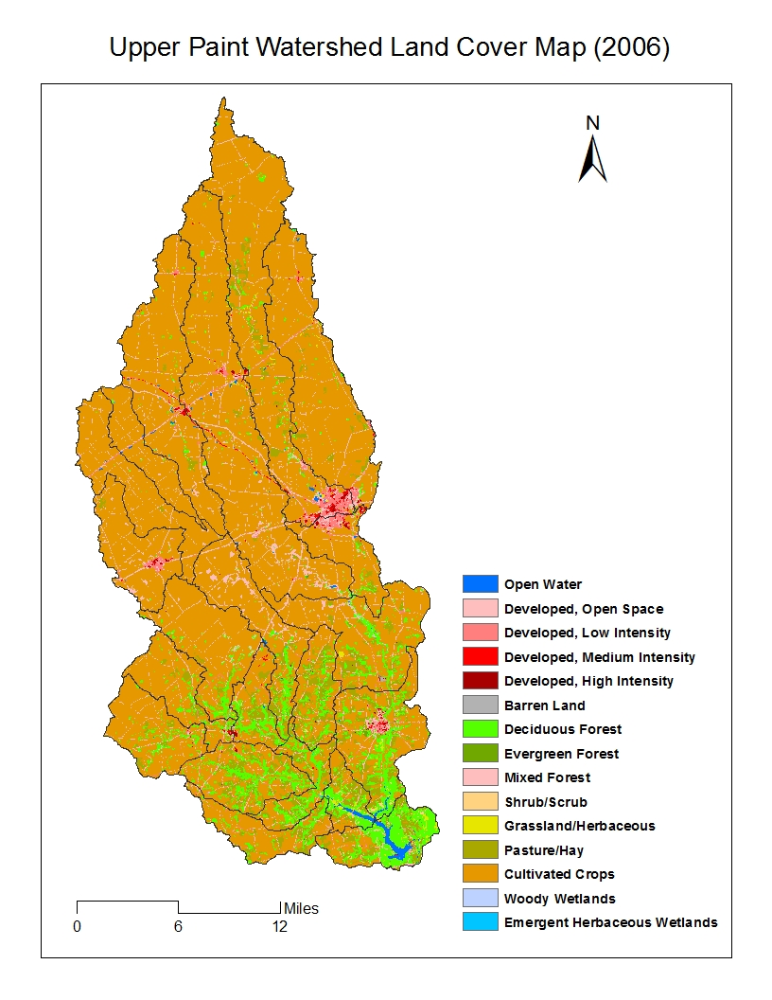 Upper Paint Watershed Land Cover Map (2006)
N
Open Water
Developed, Open Space
Developed, Low Intensity
Developed, Medium Intensity
Developed, High Intensity
Barren Land
Deciduous Forest
Evergreen Forest
Mixed Forest
Shrub/Scrub
Grassland/Herbaceous
Pasture/Hay
Cultivated Crops
Woody Wetlands
Emergent Herbaceous Wetlands
Miles
0 6 12